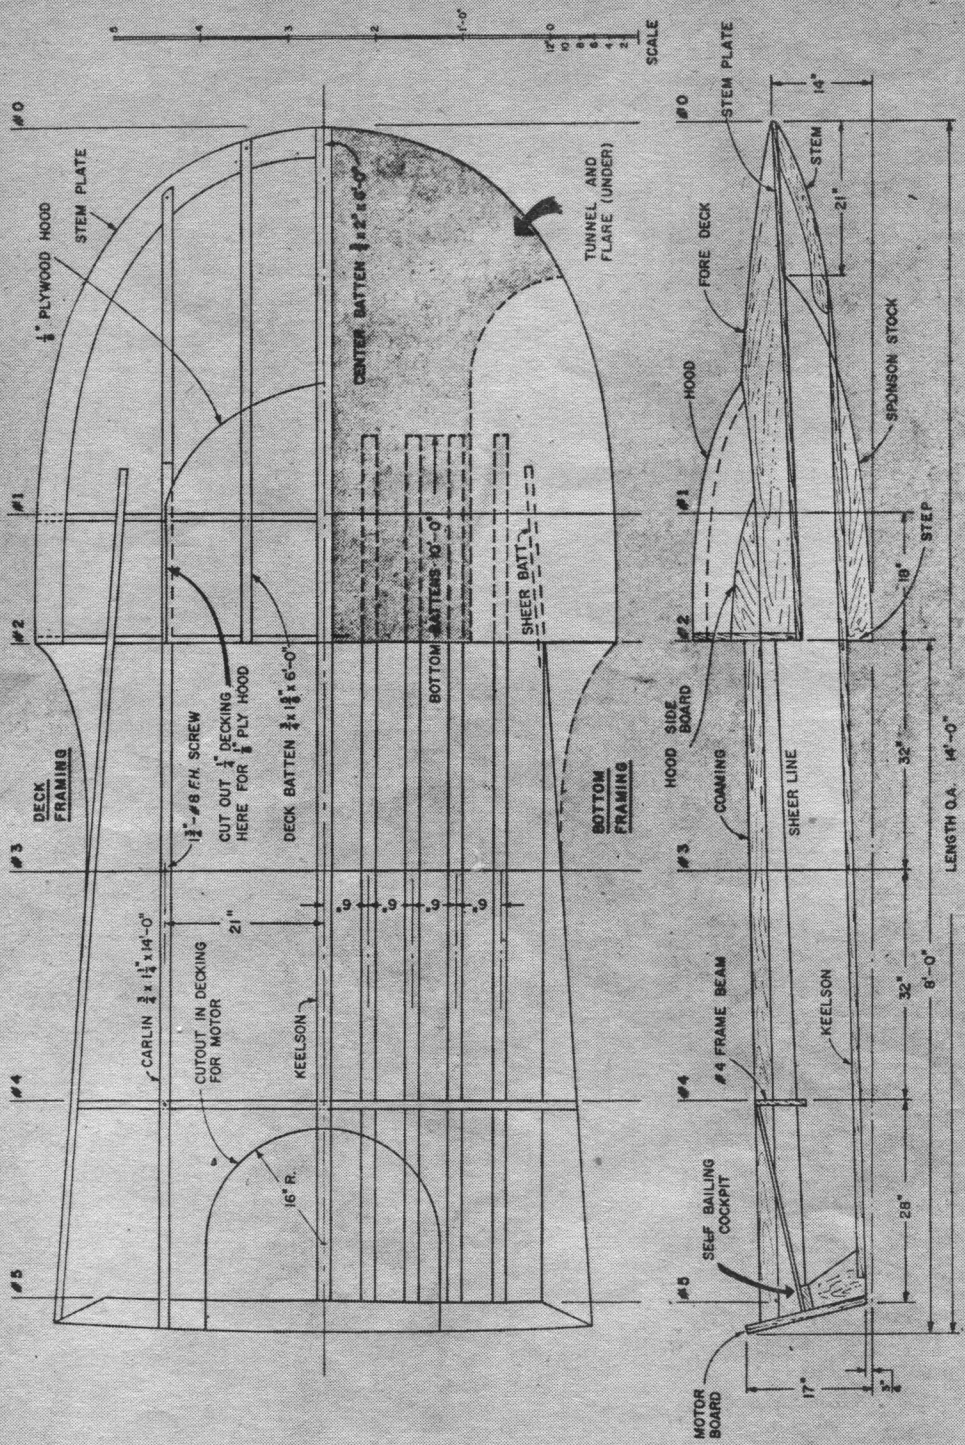 5
4
3
2
1'-0"
12" 0
10
8
6
4
2
SCALE
#0
#1
#2
#3
#4
#5
STEM PLATE
1/8" PLYWOOD HOOD
CENTER BATTEN 3/4 x 2" x 6'-0"
TUNNEL AND
FLARE (UNDER)
BOTTOM BATTENS 10'-0"
SHEER BATT
DECK
FRAMING
1 3/4"-#8 F.H. SCREW
CUT OUT 1/4" DECKING
HERE FOR 1/8" PLY HOOD
BOTTOM
FRAMING
6"
6"
6"
6"
21"
CARLIN 3/4 x 1 1/4" x 14'-0"
CUTOUT IN DECKING
FOR MOTOR
KEELSON
16" R.
#0
#1
#2
#3
#4
#5
STEM PLATE
14"
STEM
21"
FORE DECK
HOOD
SPONSON STOCK
STEP
18"
HOOD SIDE
BOARD
COAMING
SHEER LINE
32"
LENGTH O.A. 14'-0"
#4 FRAME BEAM
KEELSON
32"
8'-0"
SELF BAILING
COCKPIT
28"
MOTOR
BOARD
17"